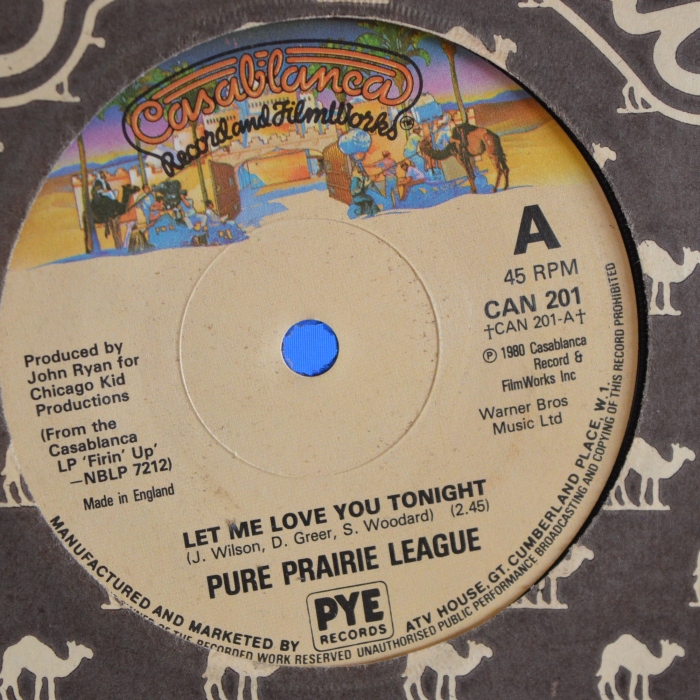 Casablanca
Record and FilmWorks
A
45 RPM
CAN 201
†CAN 201-A†
℗ 1980 Casablanca
Record &
FilmWorks Inc
Warner Bros
Music Ltd
Produced by
John Ryan for
Chicago Kid
Productions
(From the
Casablanca
LP 'Firin' Up'
—NBLP 7212)
Made in England
LET ME LOVE YOU TONIGHT
(J. Wilson, D. Greer, S. Woodard) (2.45)
PURE PRAIRIE LEAGUE
PYE
RECORDS
MANUFACTURED AND MARKETED BY
ATV HOUSE, GT. CUMBERLAND PLACE, W.1.
OF THE RECORDED WORK RESERVED UNAUTHORISED PUBLIC PERFORMANCE BROADCASTING AND COPYING OF THIS RECORD PROHIBITED